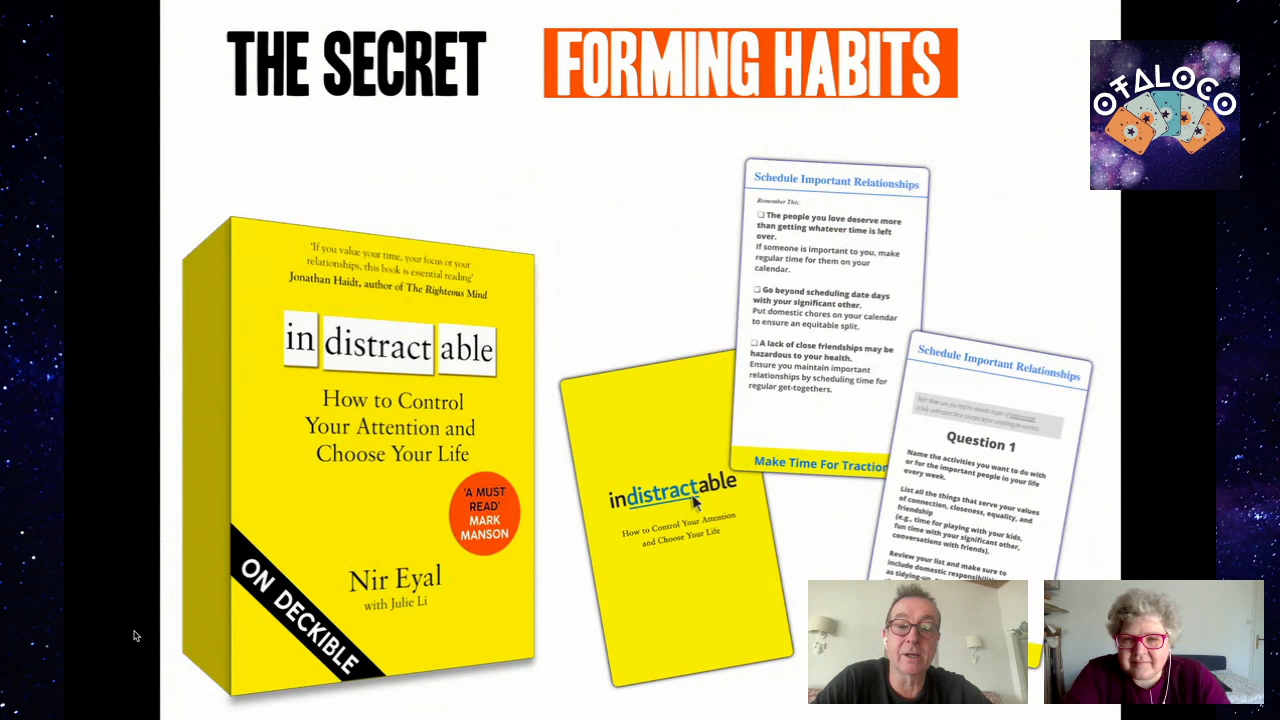 THE SECRET FORMING HABITS
OTALOCO
'If you value your time, your focus or your
relationships, this book is essential reading'
Jonathan Haidt, author of The Righteous Mind
in distract able
How to Control
Your Attention and
Choose Your Life
'A MUST
READ'
MARK
MANSON
Nir Eyal
with Julie Li
ON DECKIBLE
indistractable
How to Control Your Attention
and Choose Your Life
Schedule Important Relationships
Remember This:
❏ The people you love deserve more
than getting whatever time is left
over.
If someone is important to you, make
regular time for them on your
calendar.
❏ Go beyond scheduling date days
with your significant other.
Put domestic chores on your calendar
to ensure an equitable split.
❏ A lack of close friendships may be
hazardous to your health.
Ensure you maintain important
relationships by scheduling time for
regular get-togethers.
Make Time For Traction
Schedule Important Relationships
Question 1
Name the activities you want to do with
or for the important people in your life
every week.
List all the things that serve your values
of connection, closeness, equality, and
friendship
(e.g., time for playing with your kids,
fun time with your significant other,
conversations with friends).
Review your list and make sure to
include domestic
as tidying-up,